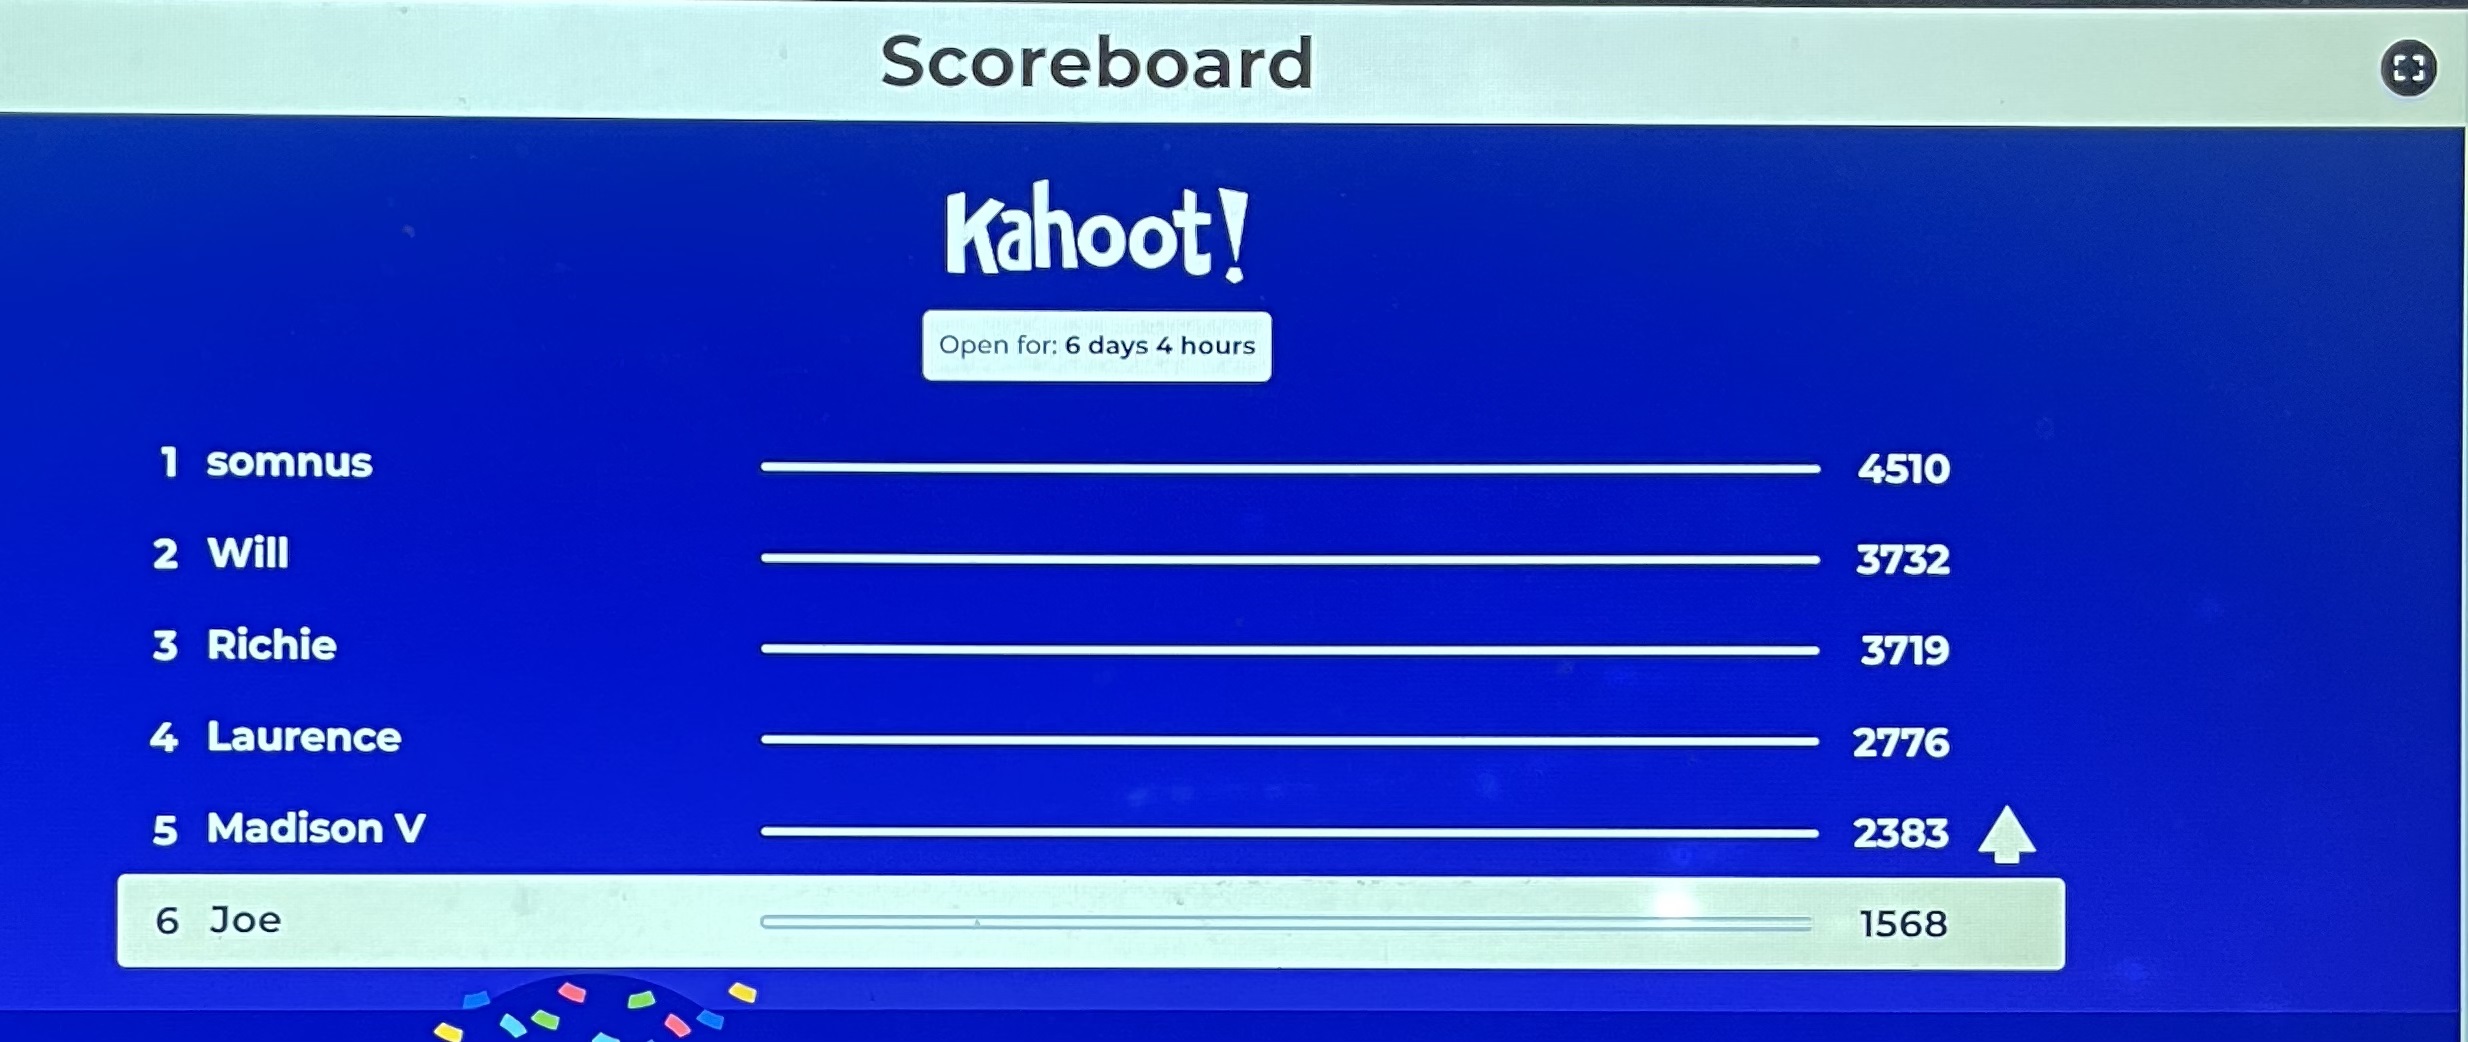 Scoreboard
Kahoot!
Open for: 6 days 4 hours
1 somnus 4510
2 Will 3732
3 Richie 3719
4 Laurence 2776
5 Madison V 2383
6 Joe 1568